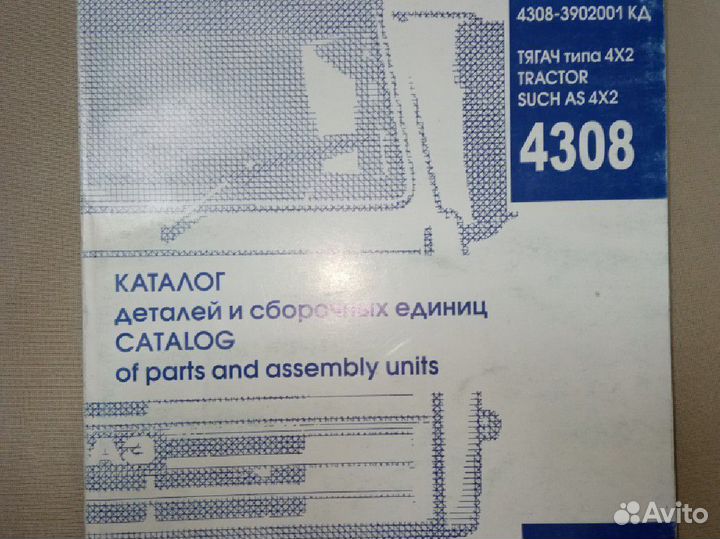 4308-3902001 КД
ТЯГАЧ типа 4X2
TRACTOR
SUCH AS 4X2
4308
КАТАЛОГ
деталей и сборочных единиц
CATALOG
of parts and assembly units
Avito